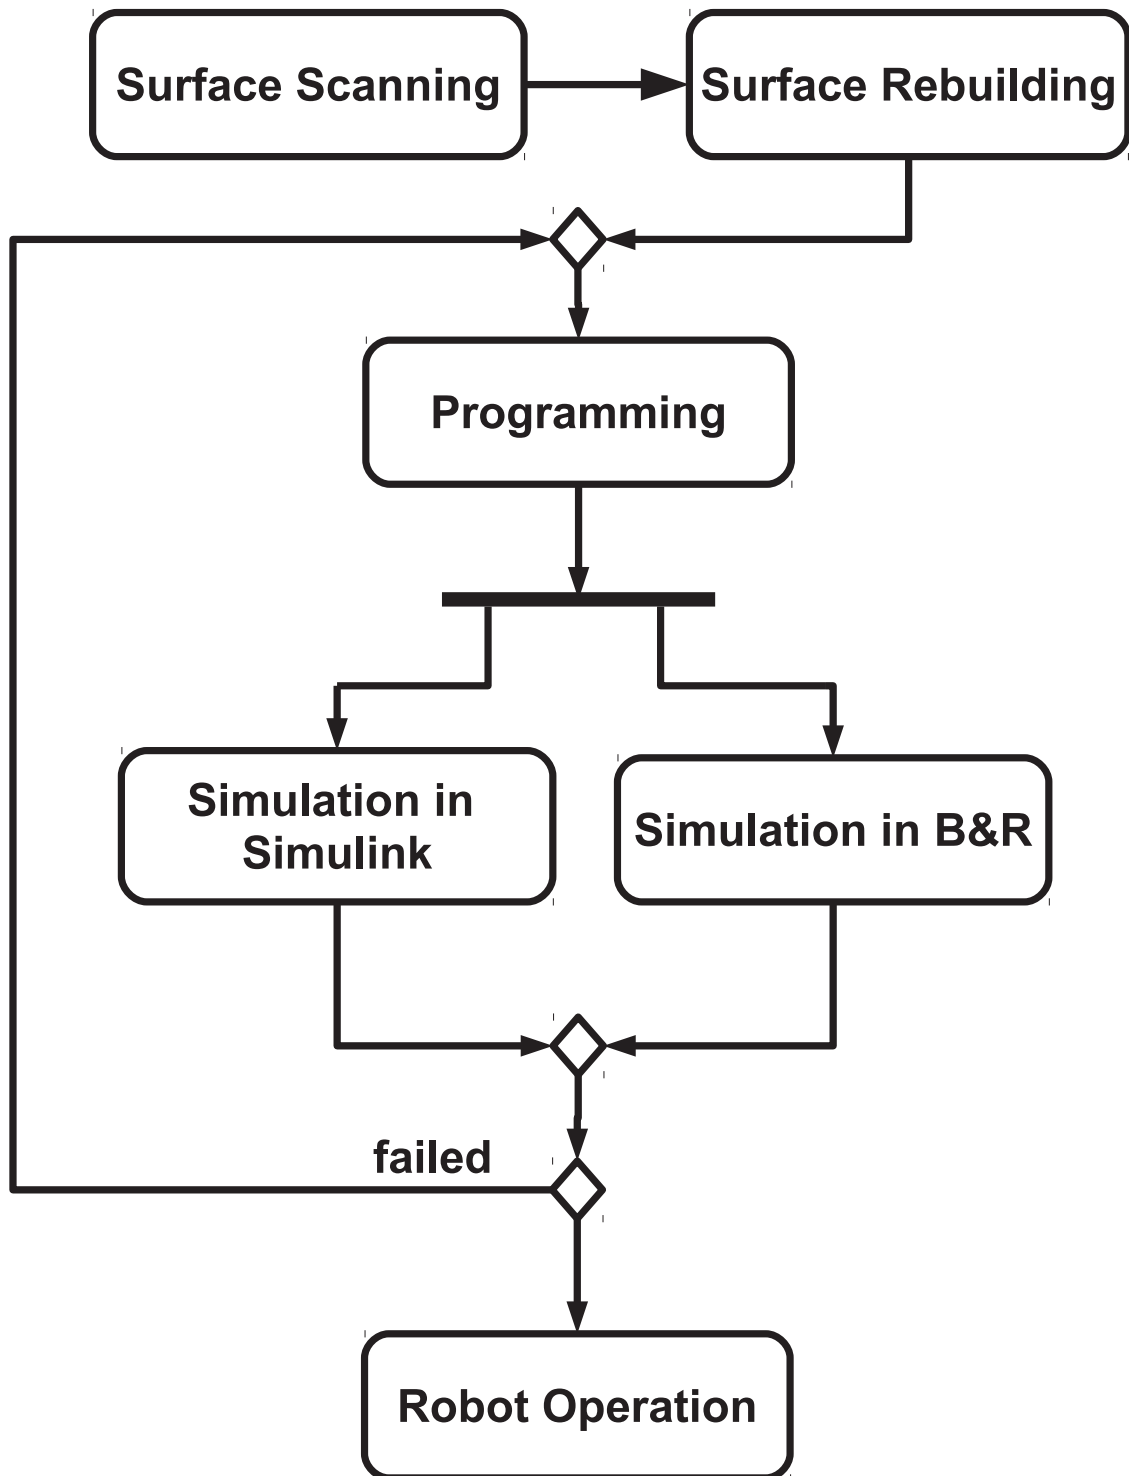 Surface Scanning
Surface Rebuilding
Programming
Simulation in
Simulink
Simulation in B&R
failed
Robot Operation